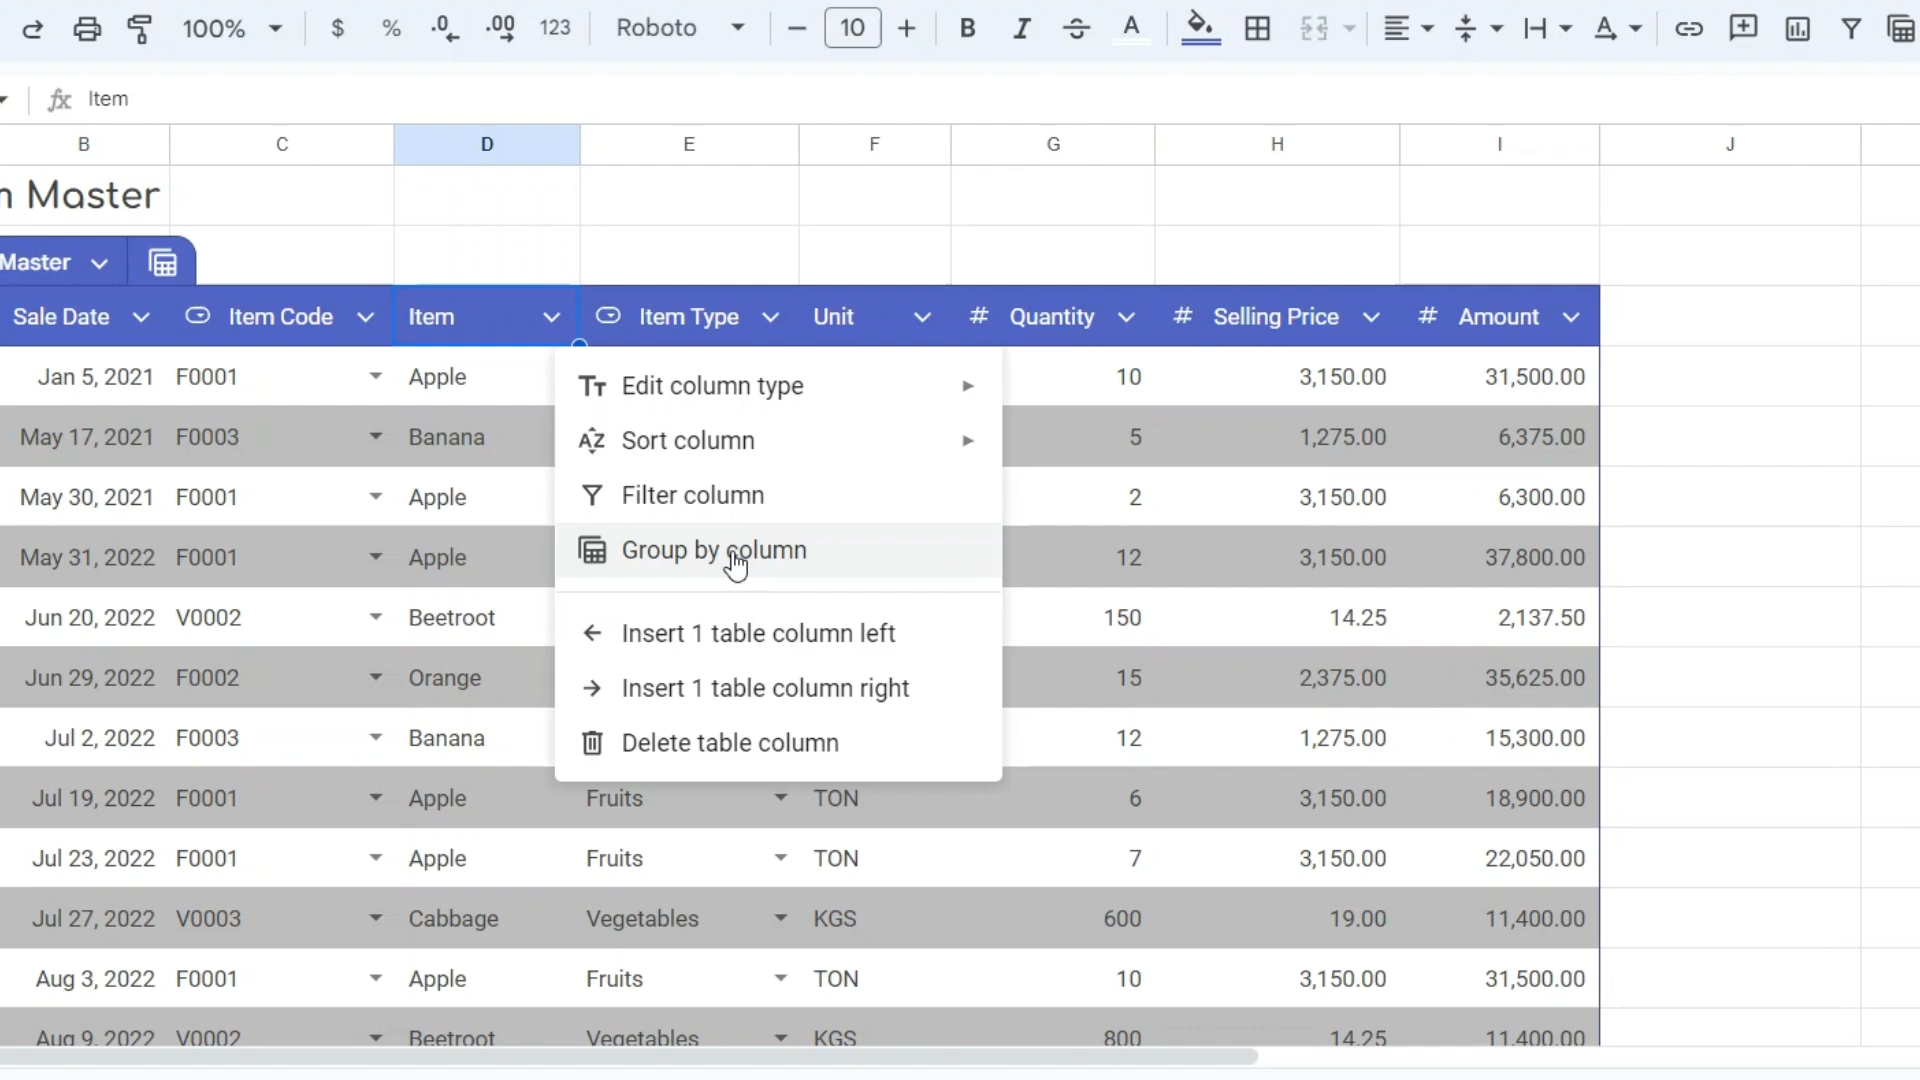 100% $ % .0 .00 123 Roboto 10 B I A
fx Item
B C D E F G H I J
Master
Master
Sale Date Item Code Item Item Type Unit # Quantity # Selling Price # Amount
Jan 5, 2021 F0001 Apple 10 3,150.00 31,500.00
May 17, 2021 F0003 Banana 5 1,275.00 6,375.00
May 30, 2021 F0001 Apple 2 3,150.00 6,300.00
May 31, 2022 F0001 Apple 12 3,150.00 37,800.00
Jun 20, 2022 V0002 Beetroot 150 14.25 2,137.50
Jun 29, 2022 F0002 Orange 15 2,375.00 35,625.00
Jul 2, 2022 F0003 Banana 12 1,275.00 15,300.00
Jul 19, 2022 F0001 Apple Fruits TON 6 3,150.00 18,900.00
Jul 23, 2022 F0001 Apple Fruits TON 7 3,150.00 22,050.00
Jul 27, 2022 V0003 Cabbage Vegetables KGS 600 19.00 11,400.00
Aug 3, 2022 F0001 Apple Fruits TON 10 3,150.00 31,500.00
Aug 9, 2022 V0002 Beetroot Vegetables KGS 800 14.25 11,400.00
Edit column type
Sort column
Filter column
Group by column
Insert 1 table column left
Insert 1 table column right
Delete table column